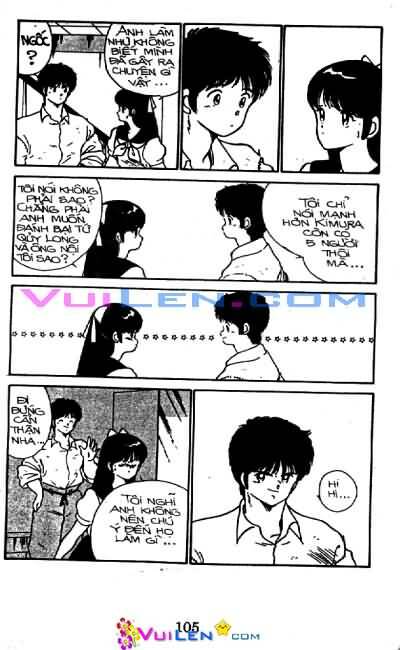 NGỐC
?
ANH LÀM
NHƯ KHÔNG
BIẾT MÌNH
ĐÃ GÂY RA
CHUYỆN GÌ
VẬY ...
TÔI NÓI KHÔNG
PHẢI SAO?
CHẲNG PHẢI
ANH MUỐN
ĐÁNH BẠI TỨ
QỦY LONG
VÀ ÔNG NỘI
TÔI SAO?
TÔI CHỈ
NÓI MẠNH
HƠN KIMURA
CÒN CÓ
5 NGƯỜI
THÔI
MÀ ...
VUILEN.COM
ĐI
ĐỨNG
CẨN
THẬN
NHA ...
TÔI NGHĨ
ANH KHÔNG
NÊN CHÚ
Ý ĐẾN HỌ
LÀM GÌ ...
HI
HI ...
105
VUILEN.COM